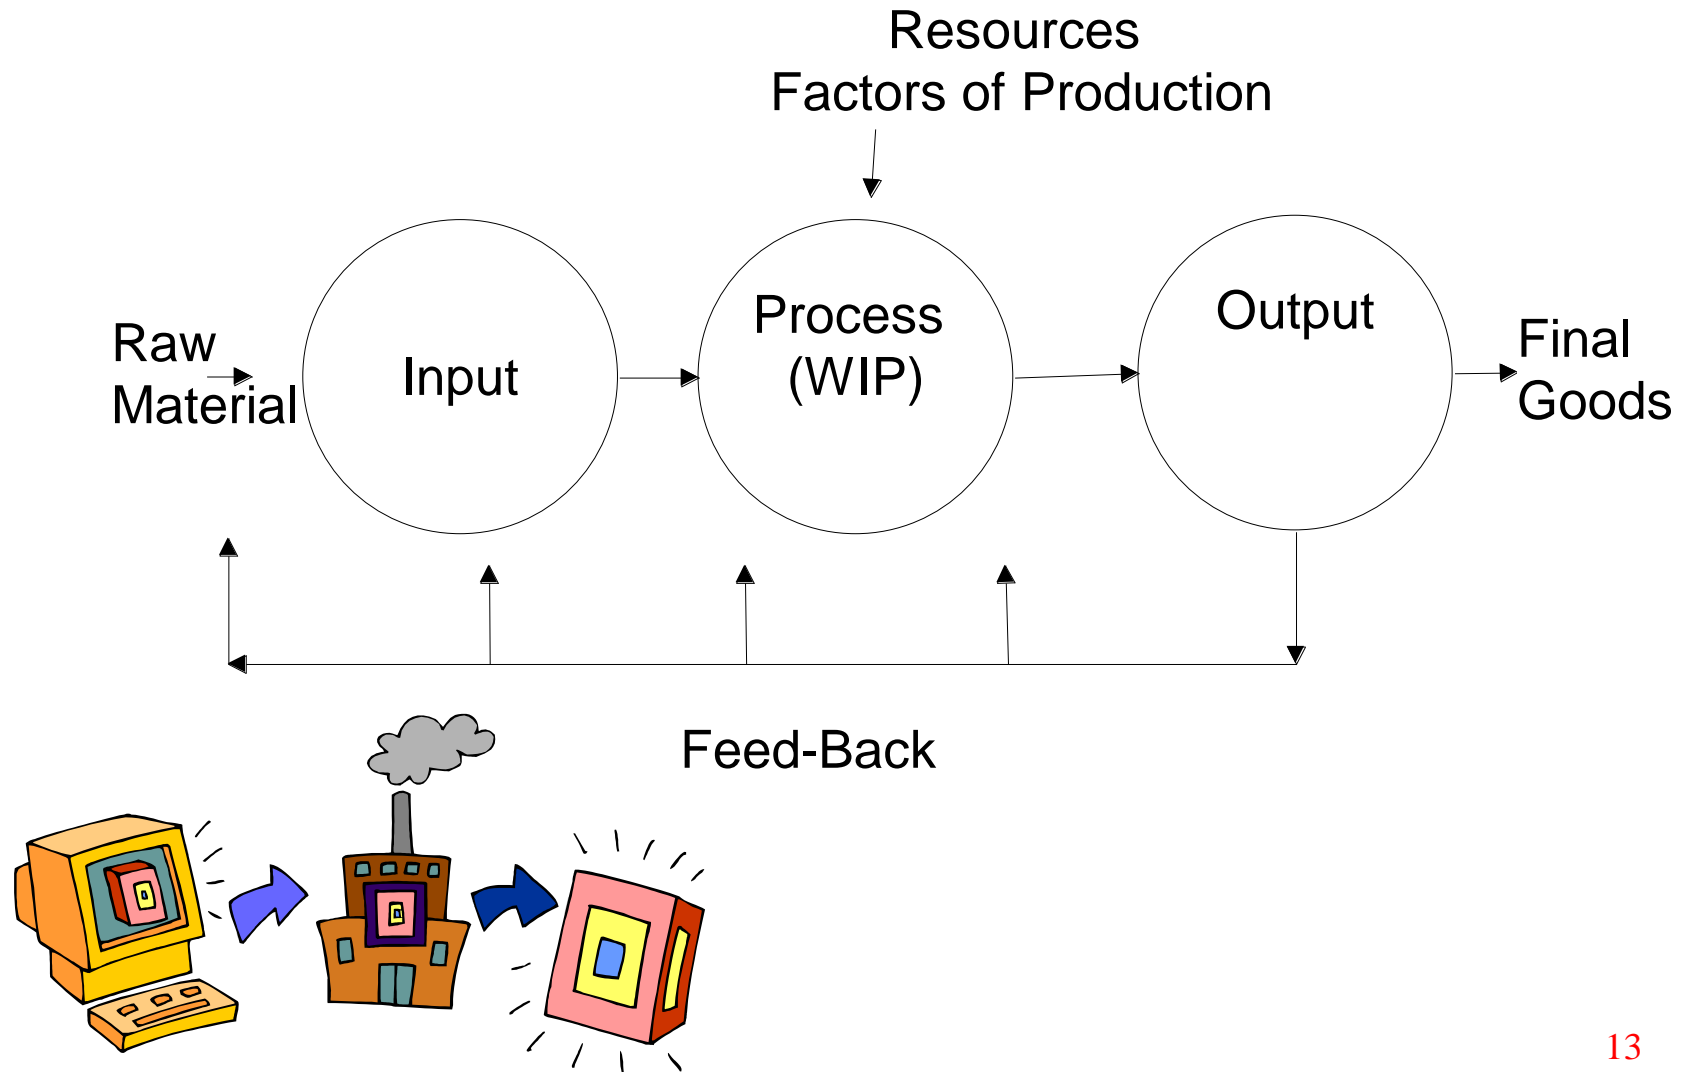 Resources
Factors of Production
Raw
Material
Input
Process
(WIP)
Output
Final
Goods
Feed-Back
13